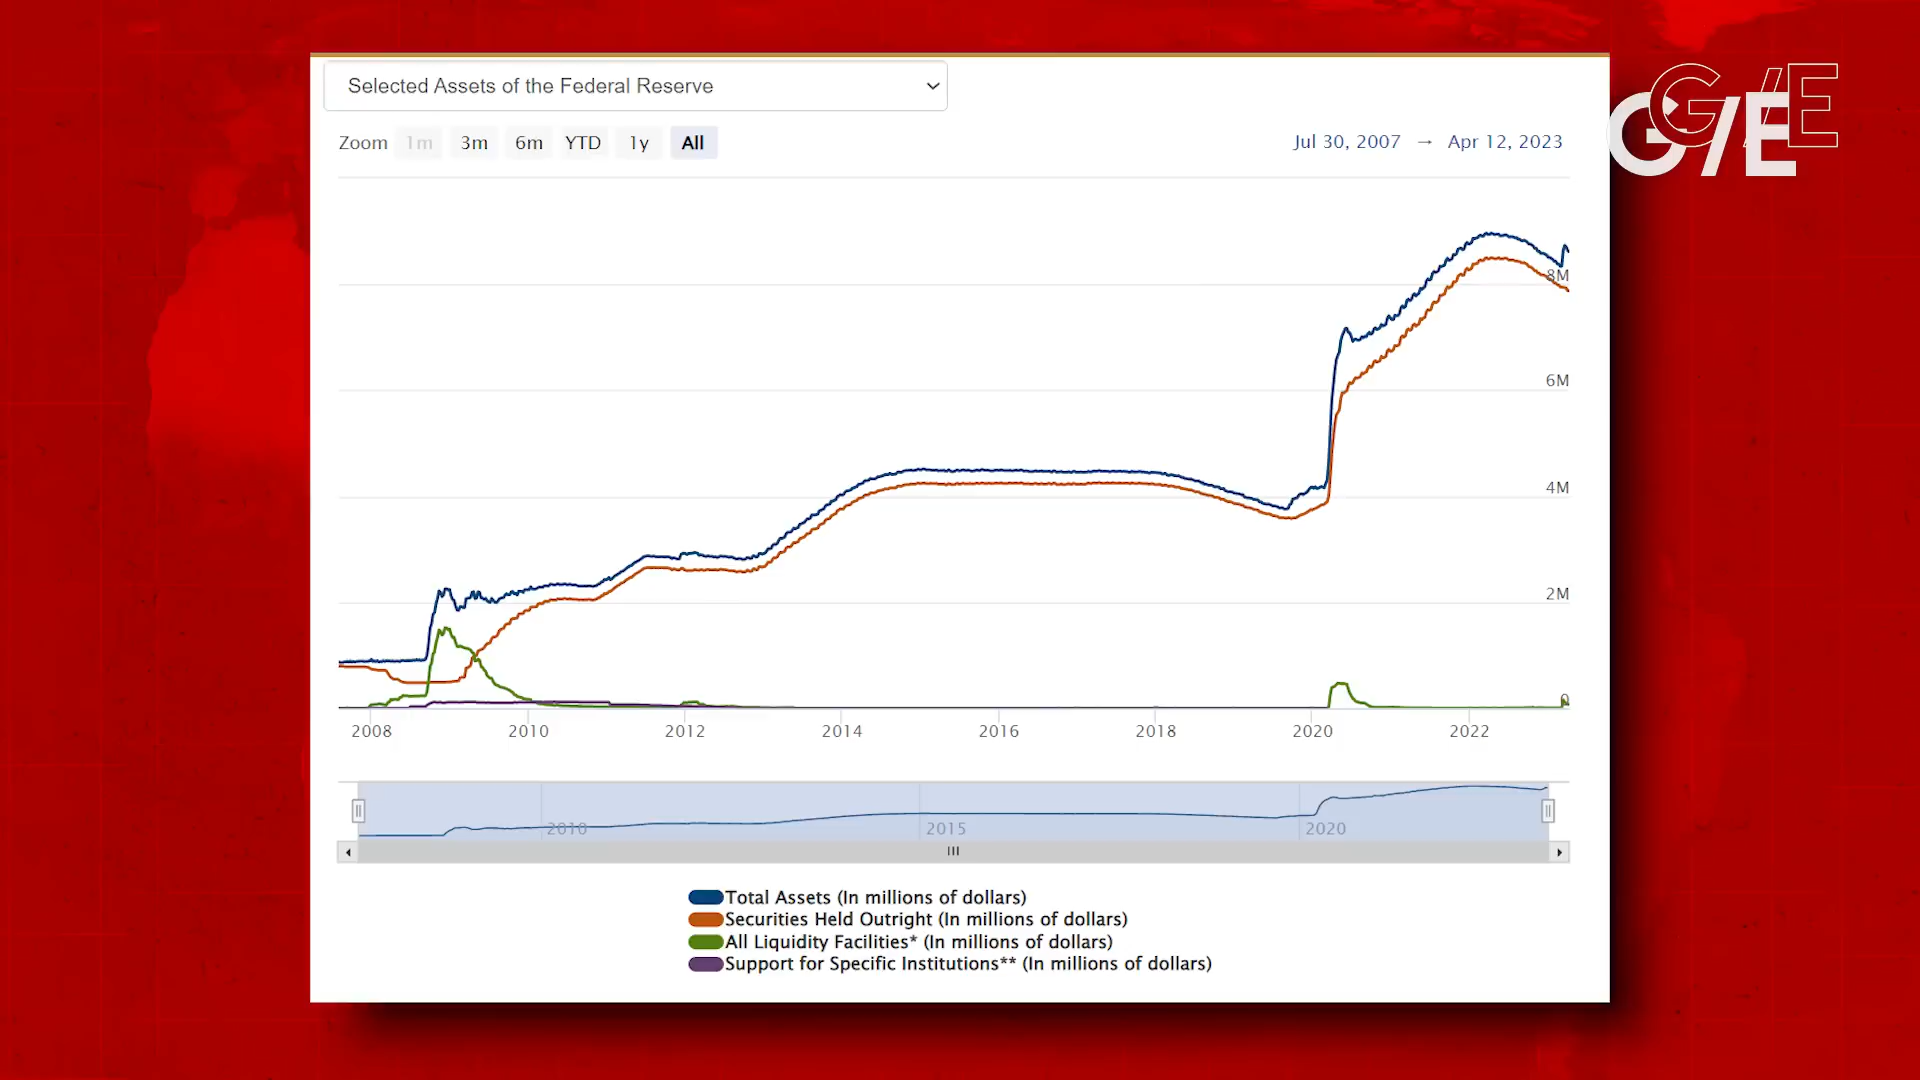 Selected Assets of the Federal Reserve
G/E
G/E
Zoom 1m 3m 6m YTD 1y All
Jul 30, 2007 → Apr 12, 2023
8M
6M
4M
2M
0
2008 2010 2012 2014 2016 2018 2020 2022
2010 2015 2020
Total Assets (In millions of dollars)
Securities Held Outright (In millions of dollars)
All Liquidity Facilities* (In millions of dollars)
Support for Specific Institutions** (In millions of dollars)